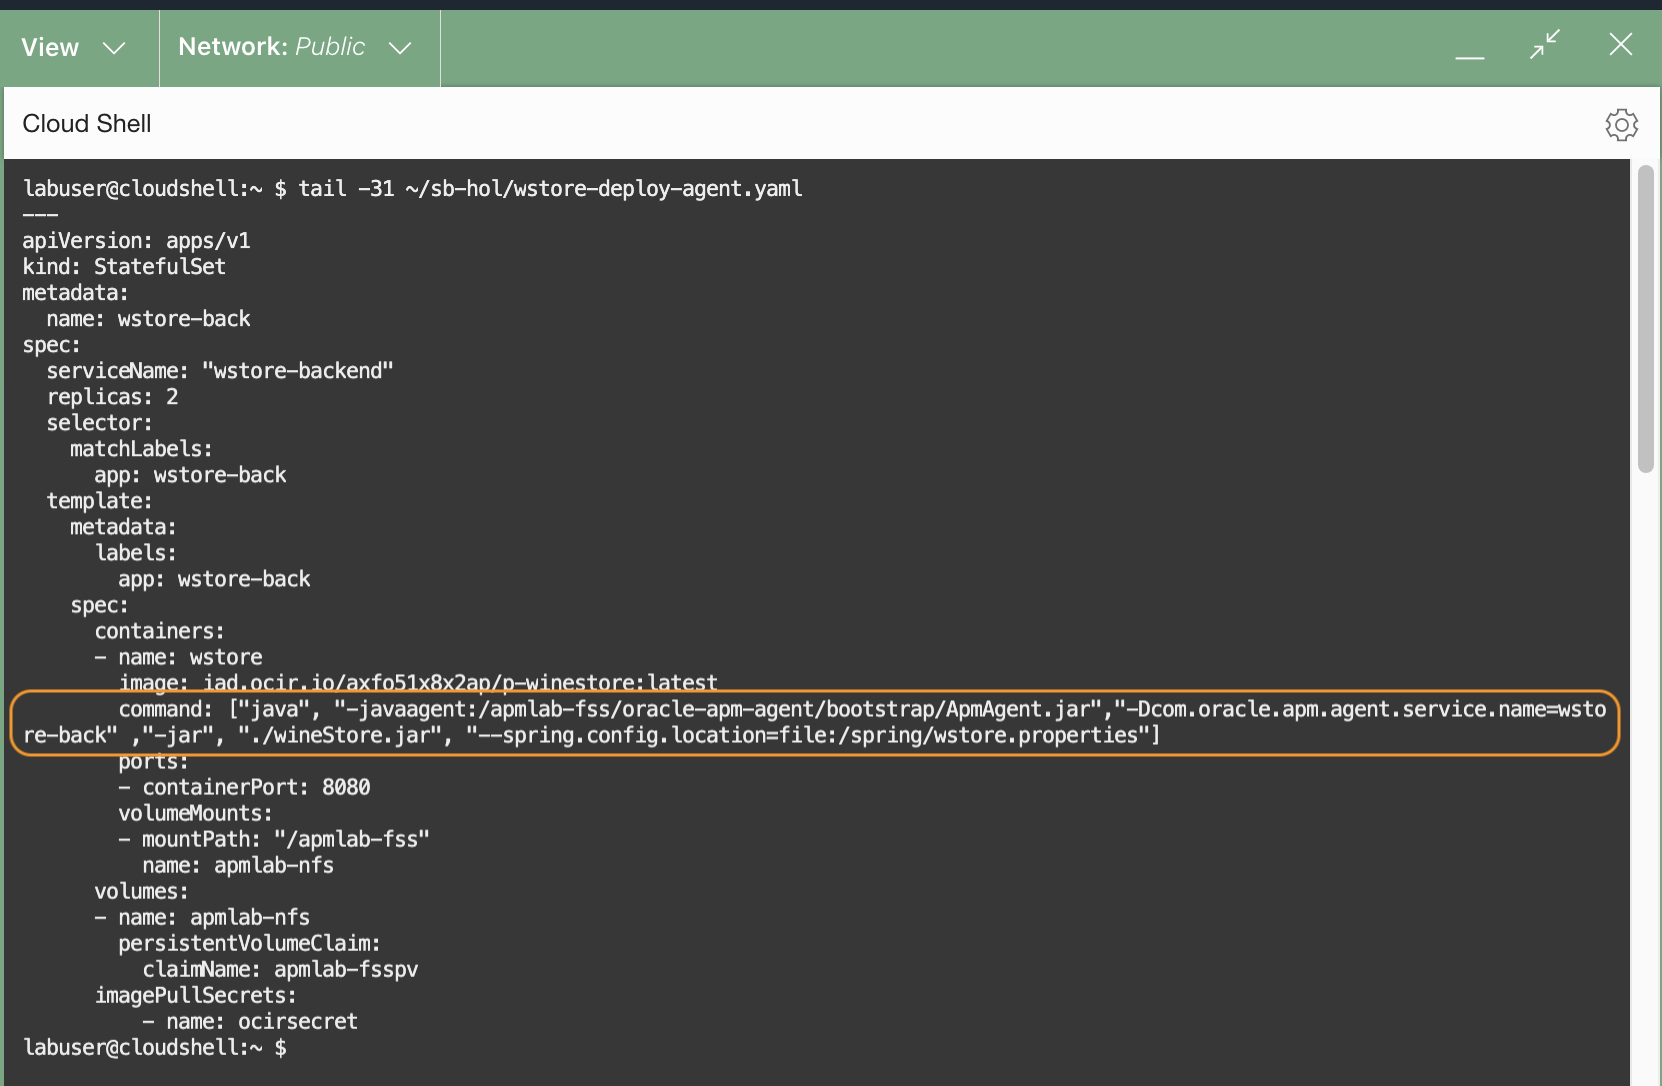 View
Network: Public
Cloud Shell
labuser@cloudshell:~ $ tail -31 ~/sb-hol/wstore-deploy-agent.yaml
---
apiVersion: apps/v1
kind: StatefulSet
metadata:
  name: wstore-back
spec:
  serviceName: "wstore-backend"
  replicas: 2
  selector:
    matchLabels:
      app: wstore-back
  template:
    metadata:
      labels:
        app: wstore-back
    spec:
      containers:
      - name: wstore
        image: iad.ocir.io/axfo51x8x2ap/p-winestore:latest
        command: ["java", "-javaagent:/apmlab-fss/oracle-apm-agent/bootstrap/ApmAgent.jar","-Dcom.oracle.apm.agent.service.name=wsto
re-back" ,"-jar", "./wineStore.jar", "--spring.config.location=file:/spring/wstore.properties"]
        ports:
        - containerPort: 8080
        volumeMounts:
        - mountPath: "/apmlab-fss"
          name: apmlab-nfs
      volumes:
      - name: apmlab-nfs
        persistentVolumeClaim:
          claimName: apmlab-fsspv
      imagePullSecrets:
          - name: ocirsecret
labuser@cloudshell:~ $